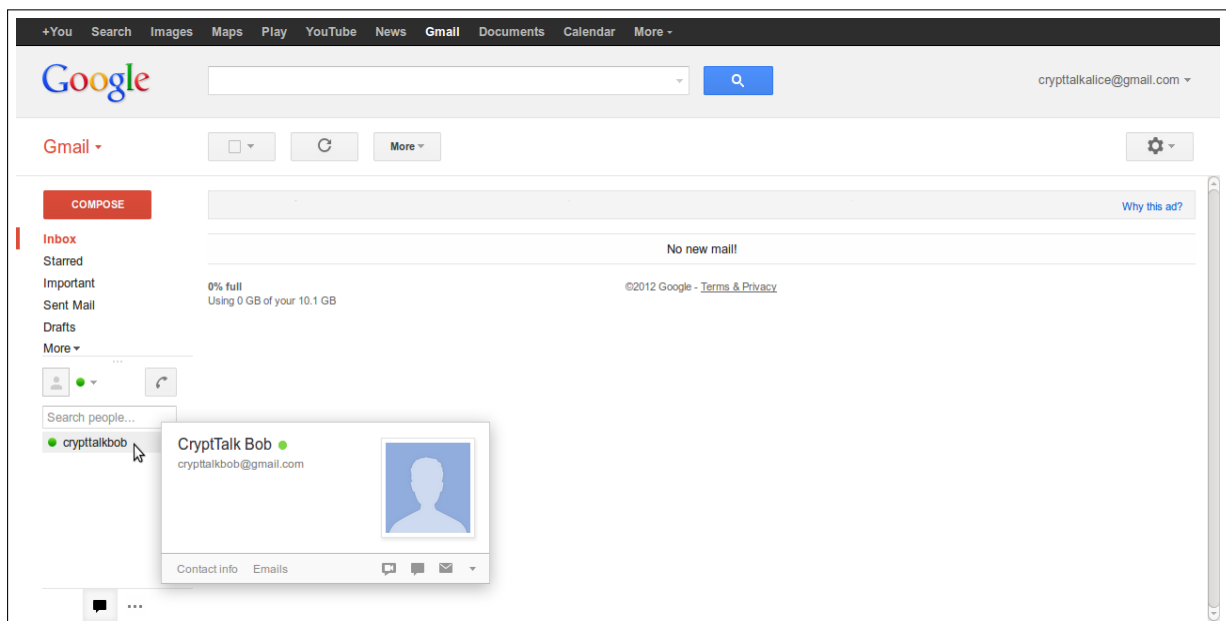 +You Search Images Maps Play YouTube News Gmail Documents Calendar More
Google
crypttalkalice@gmail.com
Gmail
More
COMPOSE
Why this ad?
Inbox
No new mail!
Starred
Important
0% full
©2012 Google - Terms & Privacy
Sent Mail
Using 0 GB of your 10.1 GB
Drafts
More
Search people...
crypttalkbob
CryptTalk Bob
crypttalkbob@gmail.com
Contact info Emails